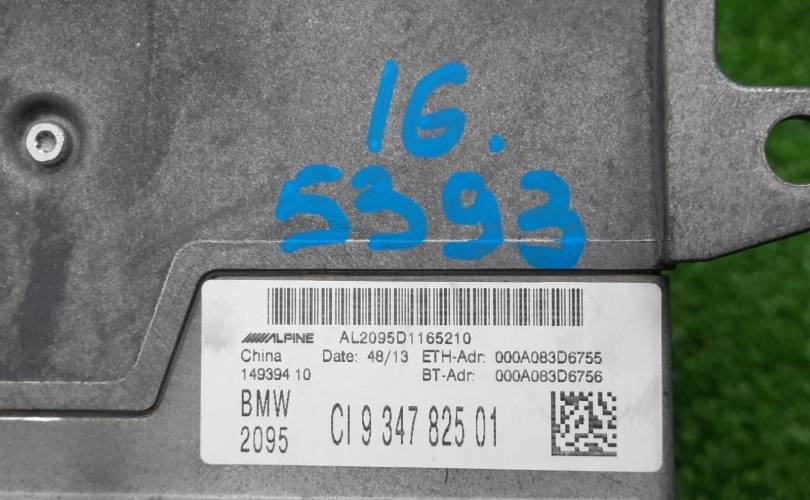 16.
5393
ALPINE AL2095D1165210
China Date: 48/13 ETH-Adr: 000A083D6755
149394 10 BT-Adr: 000A083D6756
BMW
2095 CI 9 347 825 01